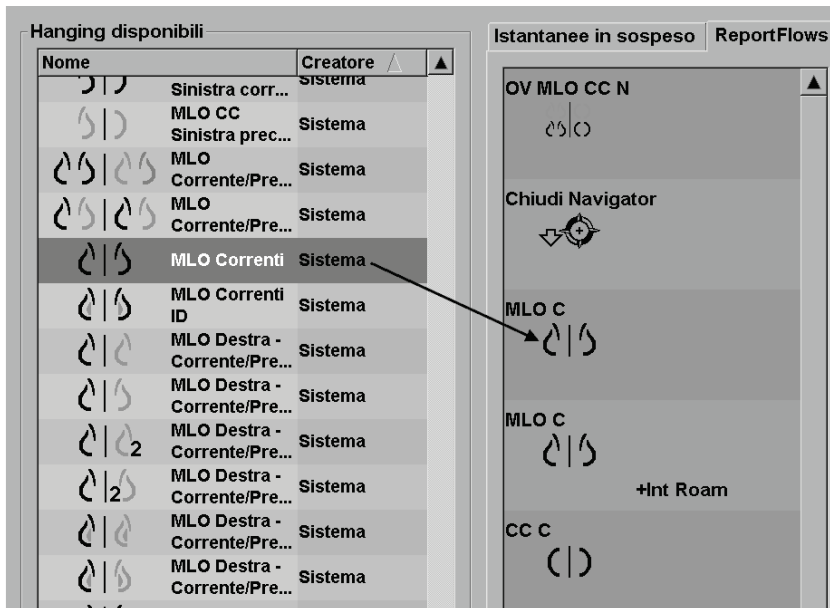 Hanging disponibili
Nome Creatore
Sinistra corr... Sistema
MLO CC
Sinistra prec... Sistema
MLO
Corrente/Pre... Sistema
MLO
Corrente/Pre... Sistema
MLO Correnti Sistema
MLO Correnti
ID Sistema
MLO Destra -
Corrente/Pre... Sistema
MLO Destra -
Corrente/Pre... Sistema
2
MLO Destra -
Corrente/Pre... Sistema
2
MLO Destra -
Corrente/Pre... Sistema
MLO Destra -
Corrente/Pre... Sistema
MLO Destra -
Corrente/Pre... Sistema
Istantanee in sospeso ReportFlows
OV MLO CC N
Chiudi Navigator
MLO C
MLO C
+Int Roam
CC C